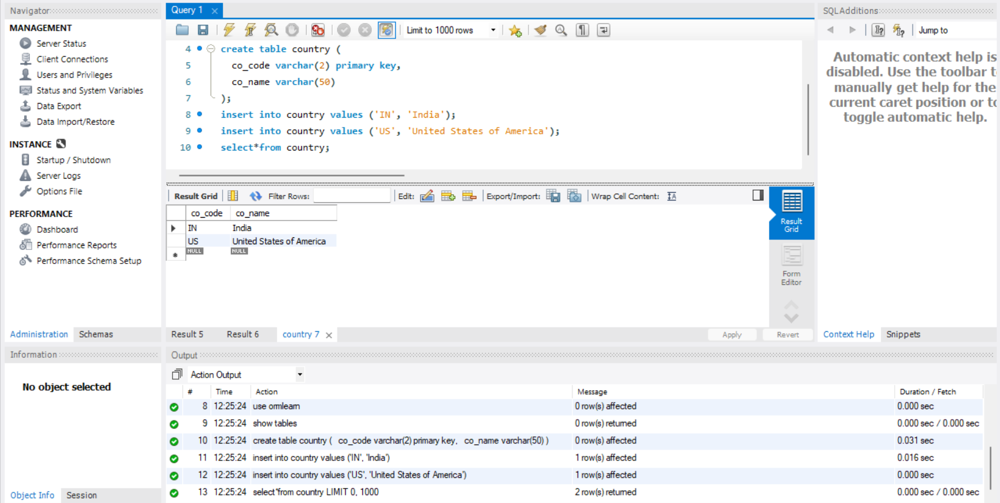 Navigator
MANAGEMENT
Server Status
Client Connections
Users and Privileges
Status and System Variables
Data Export
Data Import/Restore
INSTANCE
Startup / Shutdown
Server Logs
Options File
PERFORMANCE
Dashboard
Performance Reports
Performance Schema Setup
Administration Schemas
Information
No object selected
Object Info Session
Query 1
Limit to 1000 rows
4 create table country (
5 co_code varchar(2) primary key,
6 co_name varchar(50)
7 );
8 insert into country values ('IN', 'India');
9 insert into country values ('US', 'United States of America');
10 select*from country;
Result Grid Filter Rows: Edit: Export/Import: Wrap Cell Content:
co_code co_name
IN India
US United States of America
NULL NULL
Result
Grid
Form
Editor
Result 5 Result 6 country 7 Apply Revert
SQLAdditions
Jump to
Automatic context help is
disabled. Use the toolbar t
manually get help for the
current caret position or to
toggle automatic help.
Context Help Snippets
Output
Action Output
# Time Action Message Duration / Fetch
8 12:25:24 use ormlearn 0 row(s) affected 0.000 sec
9 12:25:24 show tables 0 row(s) returned 0.000 sec / 0.000 sec
10 12:25:24 create table country ( co_code varchar(2) primary key, co_name varchar(50) ) 0 row(s) affected 0.031 sec
11 12:25:24 insert into country values ('IN', 'India') 1 row(s) affected 0.016 sec
12 12:25:24 insert into country values ('US', 'United States of America') 1 row(s) affected 0.000 sec
13 12:25:24 select*from country LIMIT 0, 1000 2 row(s) returned 0.000 sec / 0.000 sec